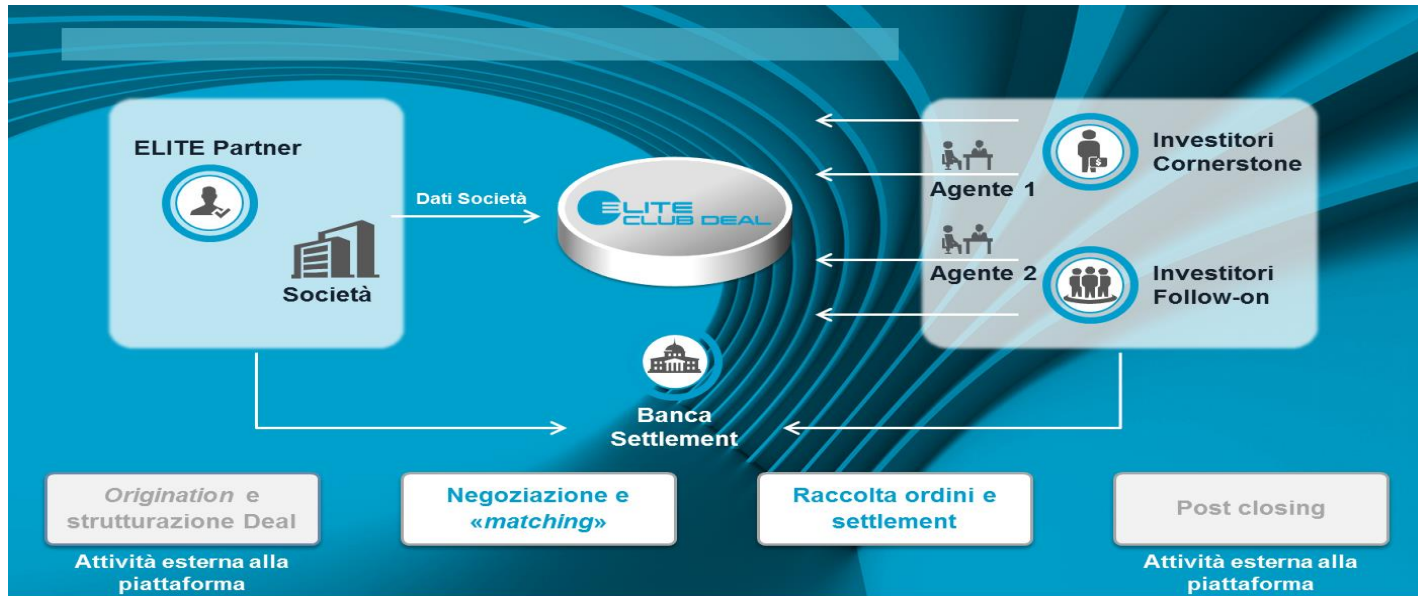 ELITE Partner
Società
Dati Società
ELITE
CLUB DEAL
Agente 1
Agente 2
Investitori
Cornerstone
Investitori
Follow-on
Banca
Settlement
Origination e
strutturazione Deal
Attività esterna alla
piattaforma
Negoziazione e
«matching»
Raccolta ordini e
settlement
Post closing
Attività esterna alla
piattaforma